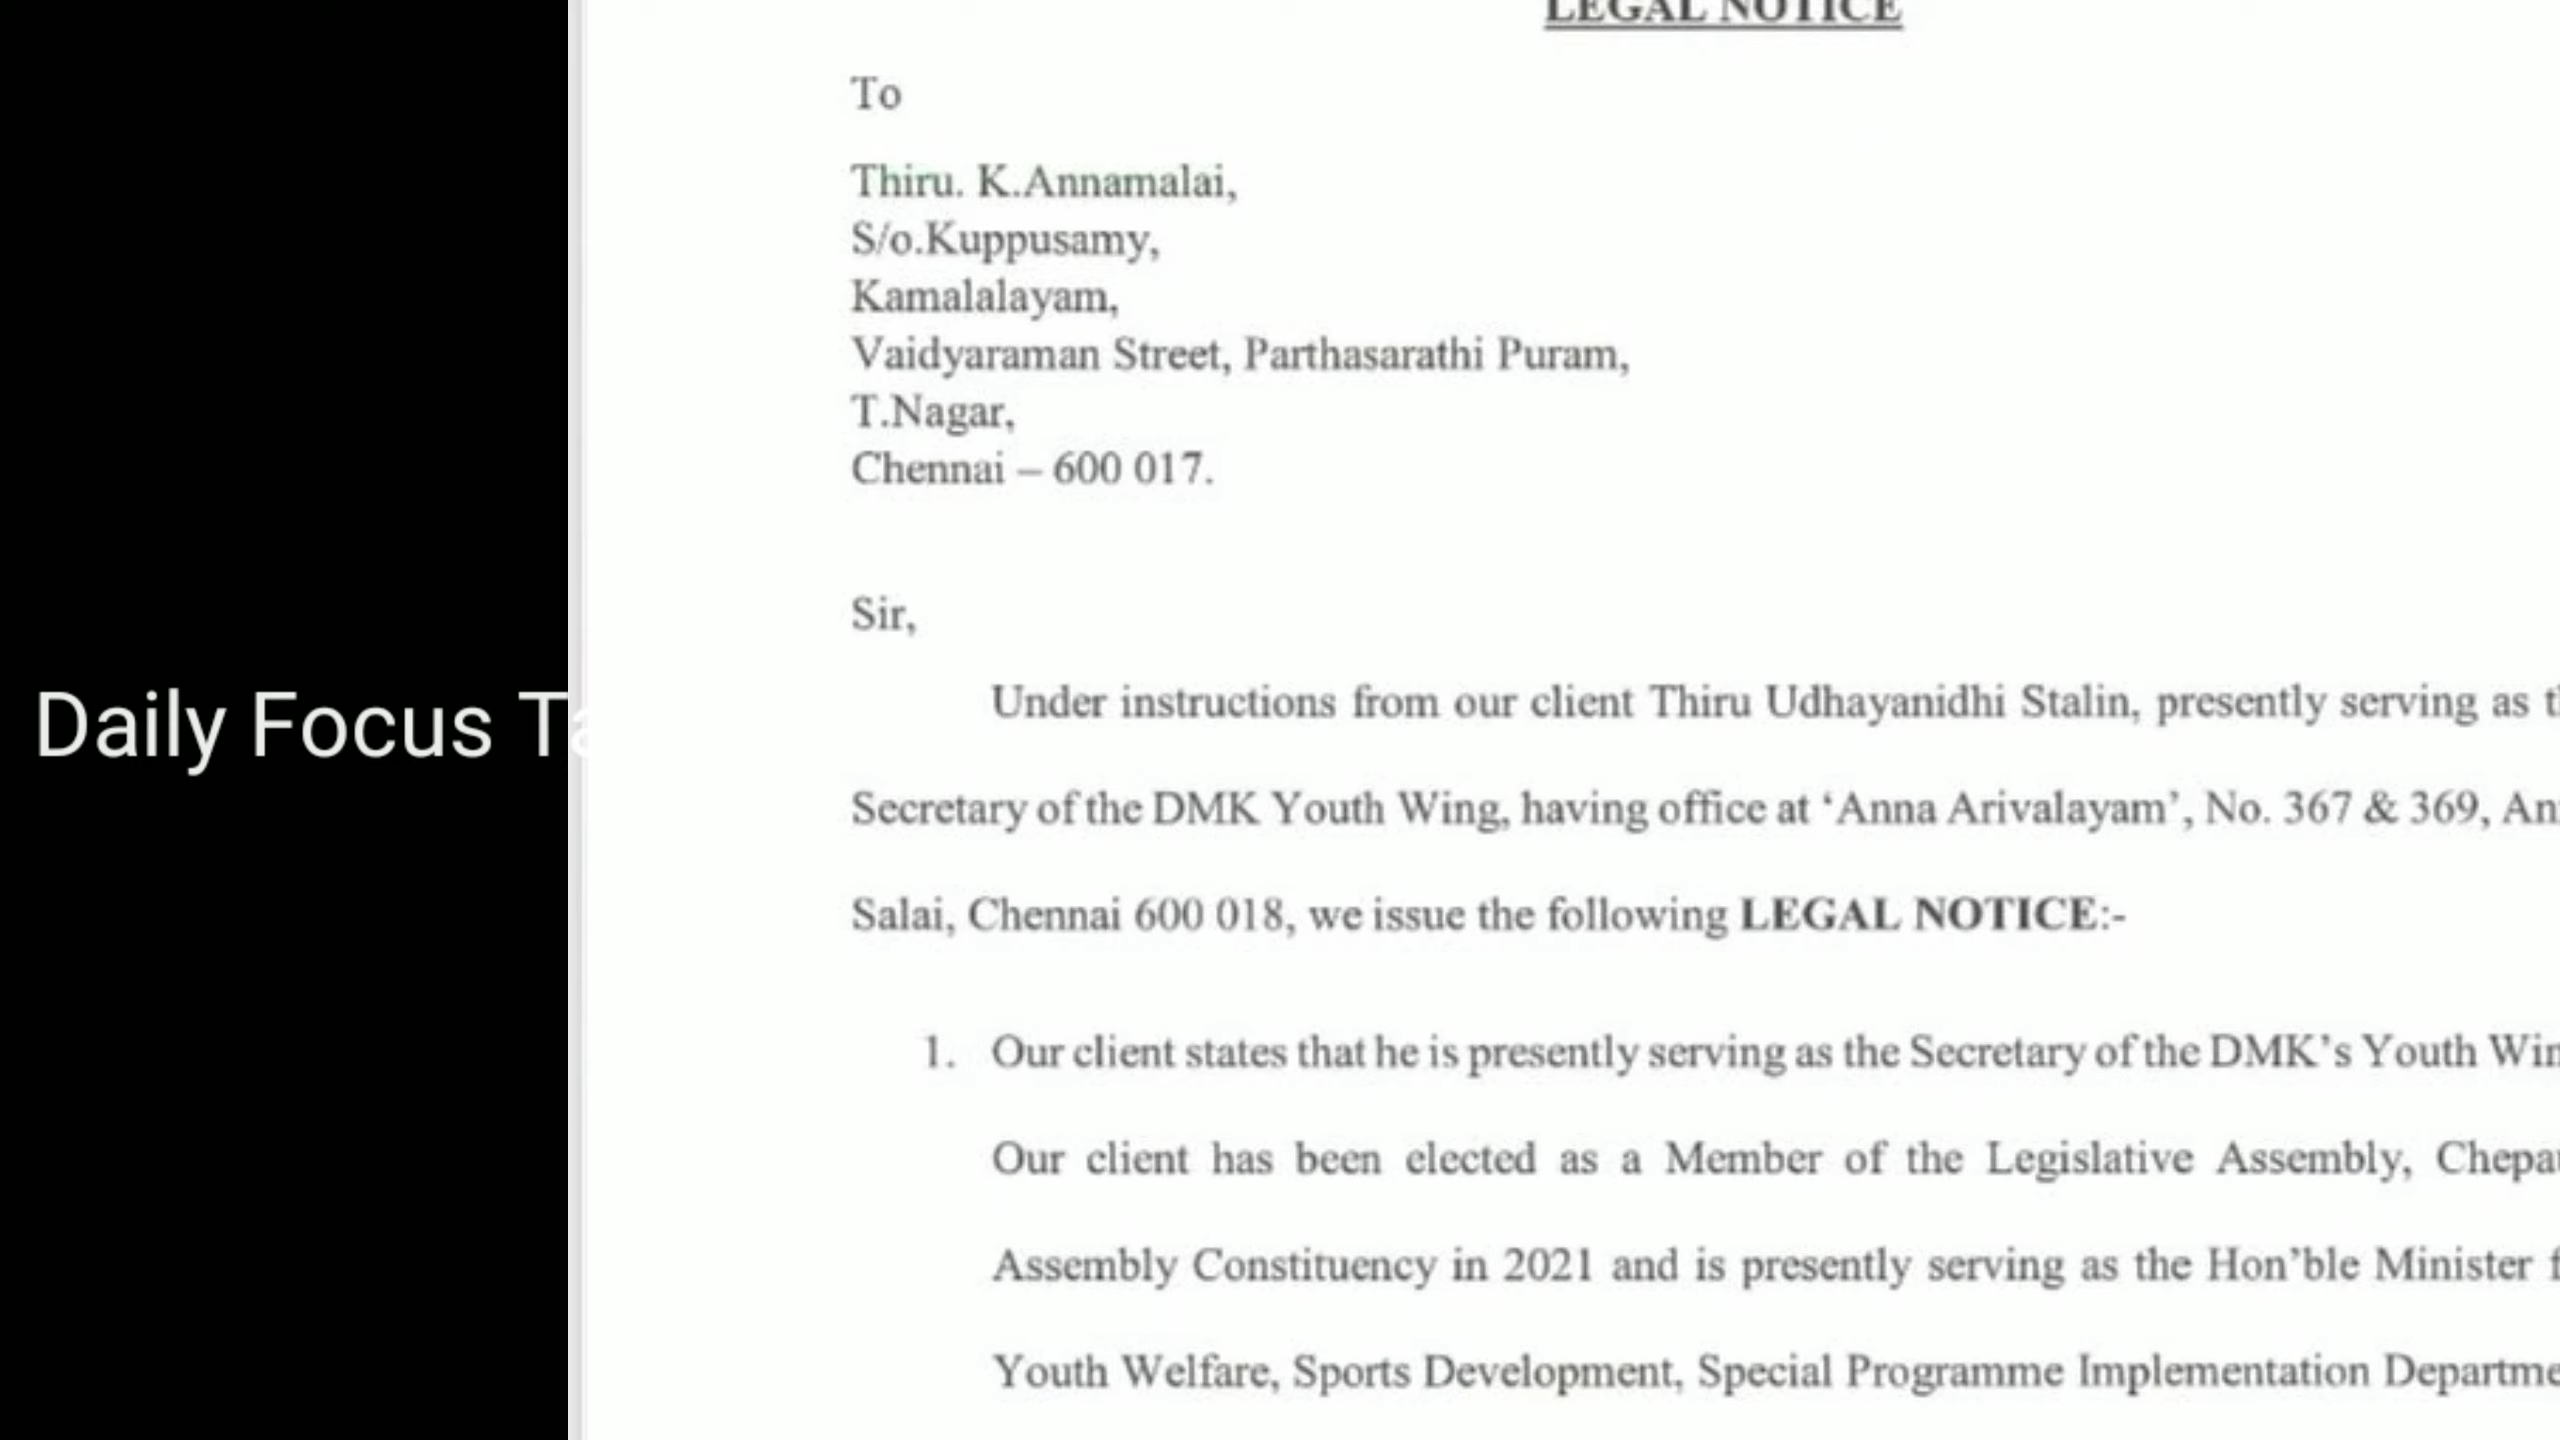 LEGAL NOTICE
To
Thiru. K.Annamalai,
S/o.Kuppusamy,
Kamalalayam,
Vaidyaraman Street, Parthasarathi Puram,
T.Nagar,
Chennai – 600 017.
Sir,
Daily Focus
Under instructions from our client Thiru Udhayanidhi Stalin, presently serving as
Secretary of the DMK Youth Wing, having office at ‘Anna Arivalayam’, No. 367 & 369,
Salai, Chennai 600 018, we issue the following LEGAL NOTICE:-
1. Our client states that he is presently serving as the Secretary of the DMK’s Youth
Our client has been elected as a Member of the Legislative Assembly,
Assembly Constituency in 2021 and is presently serving as the Hon’ble Minister
Youth Welfare, Sports Development, Special Programme Implementation